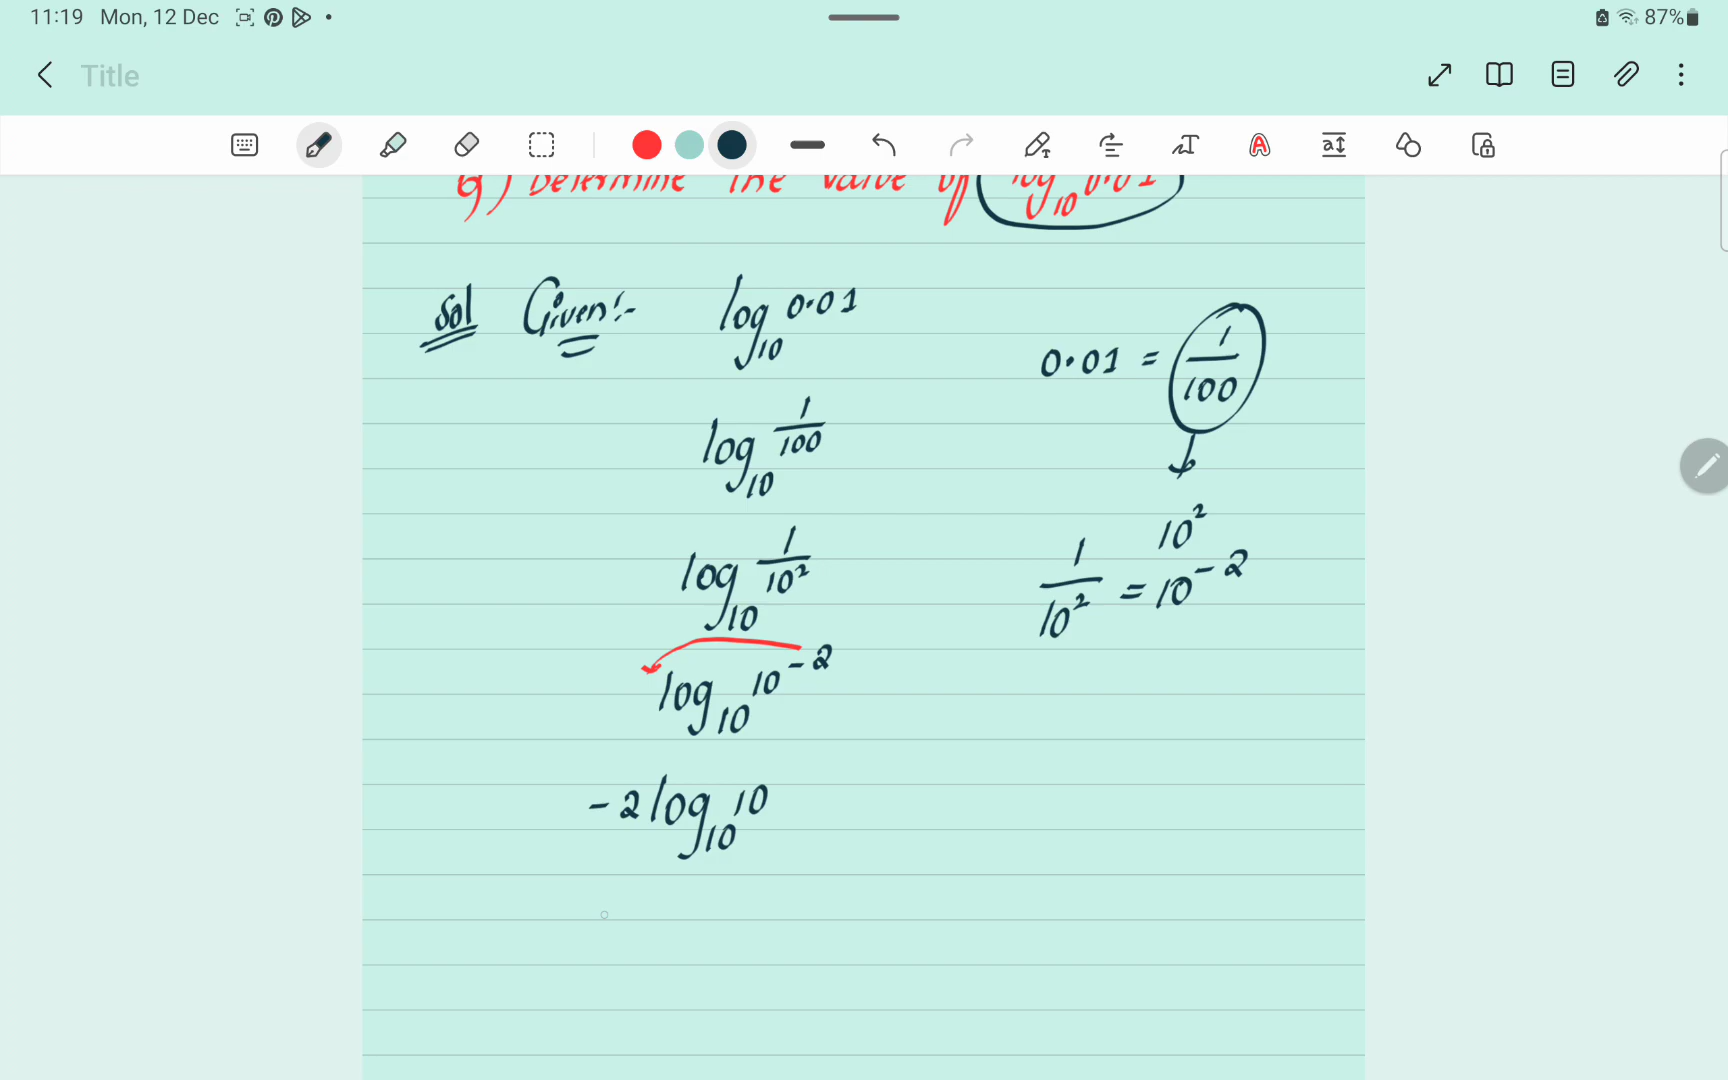 11:19 Mon, 12 Dec 87%
Title
Q) Determine the value of log₁₀ 0.01
Sol Given:- log₁₀ 0.01
0.01 = 1/100
log₁₀ 1/100
10²
log₁₀ 1/10²
1/10² = 10⁻²
log₁₀ 10⁻²
-2 log₁₀ 10